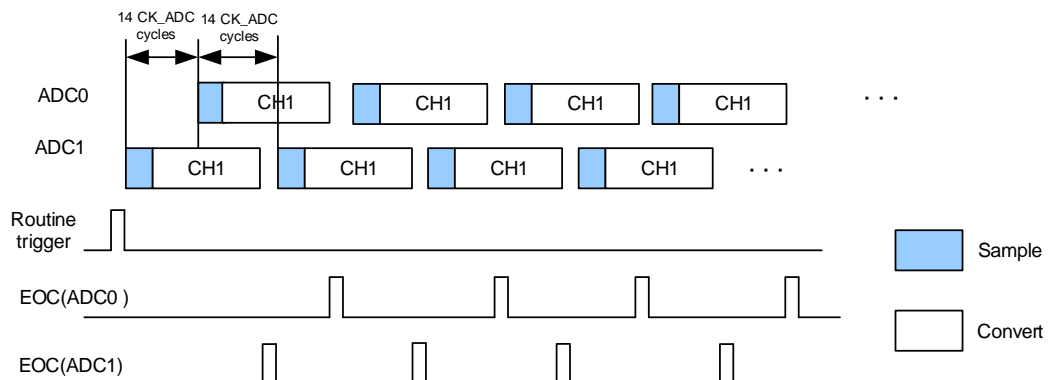 14 CK_ADC cycles
14 CK_ADC cycles
ADC0
CH1
CH1
CH1
CH1
. . .
ADC1
CH1
CH1
CH1
CH1
. . .
Routine
trigger
Sample
EOC(ADC0 )
Convert
EOC(ADC1)